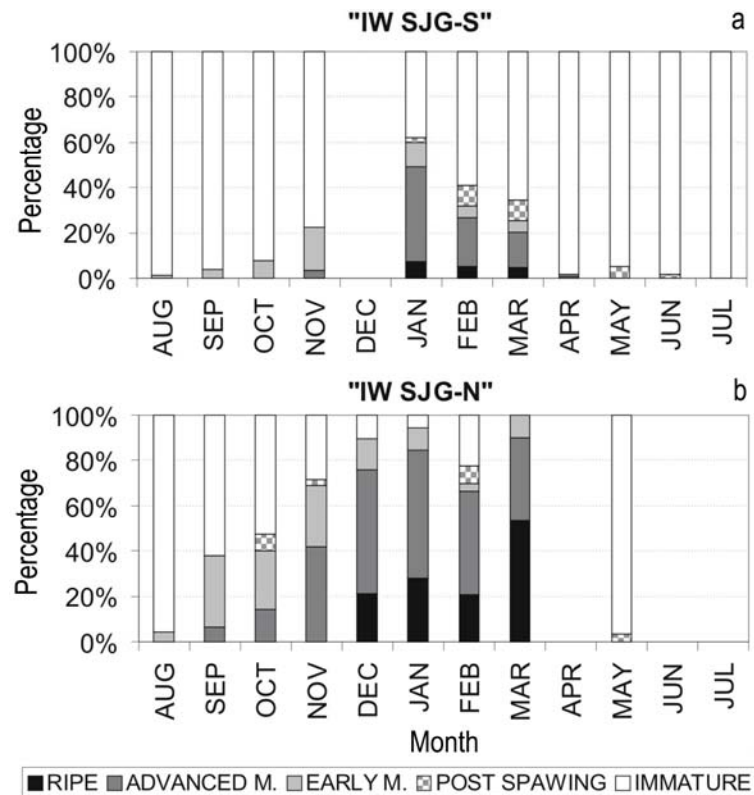 "IW SJG-S"
a
100%
80%
60%
40%
20%
0%
Percentage
AUG SEP OCT NOV DEC JAN FEB MAR APR MAY JUN JUL
"IW SJG-N"
b
100%
80%
60%
40%
20%
0%
Percentage
AUG SEP OCT NOV DEC JAN FEB MAR APR MAY JUN JUL
Month
RIPE ADVANCED M. EARLY M. POST SPAWING IMMATURE